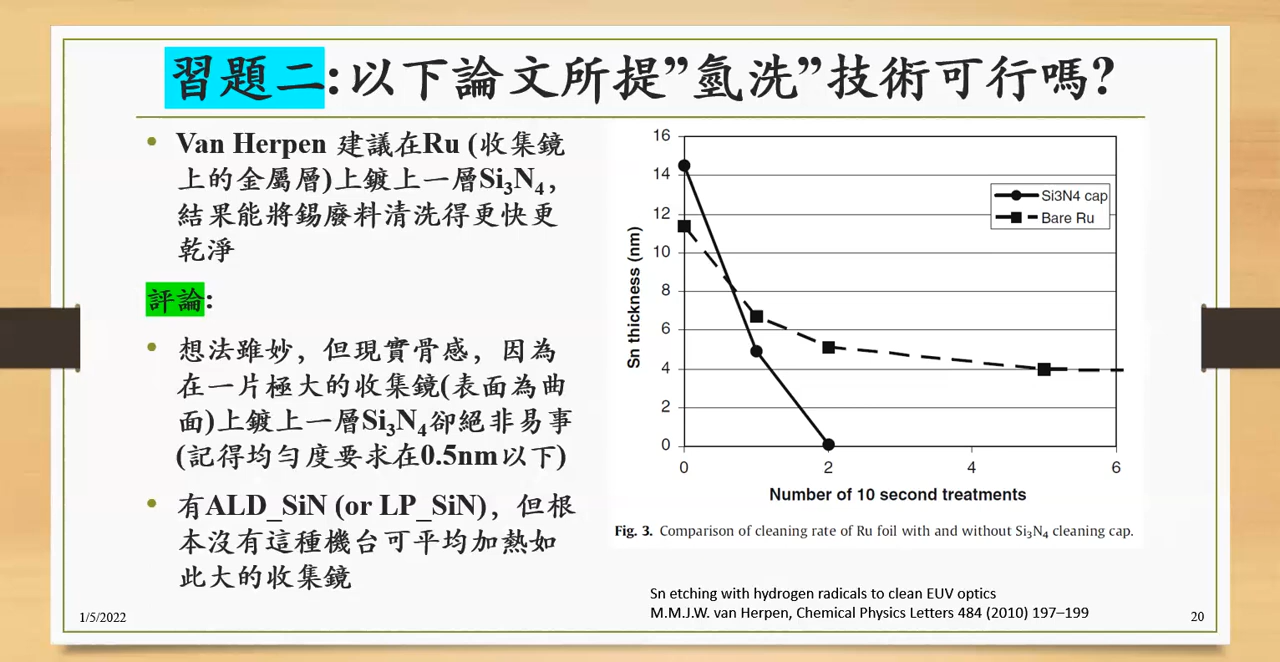 習題二:以下論文所提”氫洗”技術可行嗎?
• Van Herpen 建議在Ru (收集鏡
上的金屬層)上鍍上一層Si₃N₄,
結果能將錫廢料清洗得更快更
乾淨
評論:
• 想法雖妙，但現實骨感，因為
在一片極大的收集鏡(表面為曲
面)上鍍上一層Si₃N₄卻絕非易事
(記得均勻度要求在0.5nm以下)
• 有ALD_SiN (or LP_SiN)，但根
本沒有這種機台可平均加熱如
此大的收集鏡
16
14
12
10
8
6
4
2
0
Sn thickness (nm)
Si3N4 cap
Bare Ru
0 2 4 6
Number of 10 second treatments
Fig. 3. Comparison of cleaning rate of Ru foil with and without Si₃N₄ cleaning cap.
Sn etching with hydrogen radicals to clean EUV optics
M.M.J.W. van Herpen, Chemical Physics Letters 484 (2010) 197–199
1/5/2022
20